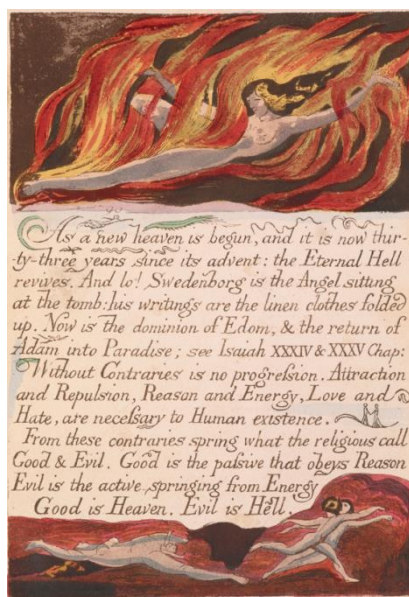 As a new heaven is begun, and it is now thir-
ty-three years since its advent: the Eternal Hell
revives. And lo! Swedenborg is the Angel sitting
at the tomb: his writings are the linen clothes folded
up. Now is the dominion of Edom, & the return of
Adam into Paradise; see Isaiah XXXIV & XXXV Chap:
Without Contraries is no progreſsion. Attraction
and Repulsion, Reason and Energy, Love and
Hate, are neceſsary to Human existence.
From these contraries spring what the religious call
Good & Evil. Good is the paſsive that obeys Reason
Evil is the active springing from Energy
Good is Heaven. Evil is Hell.